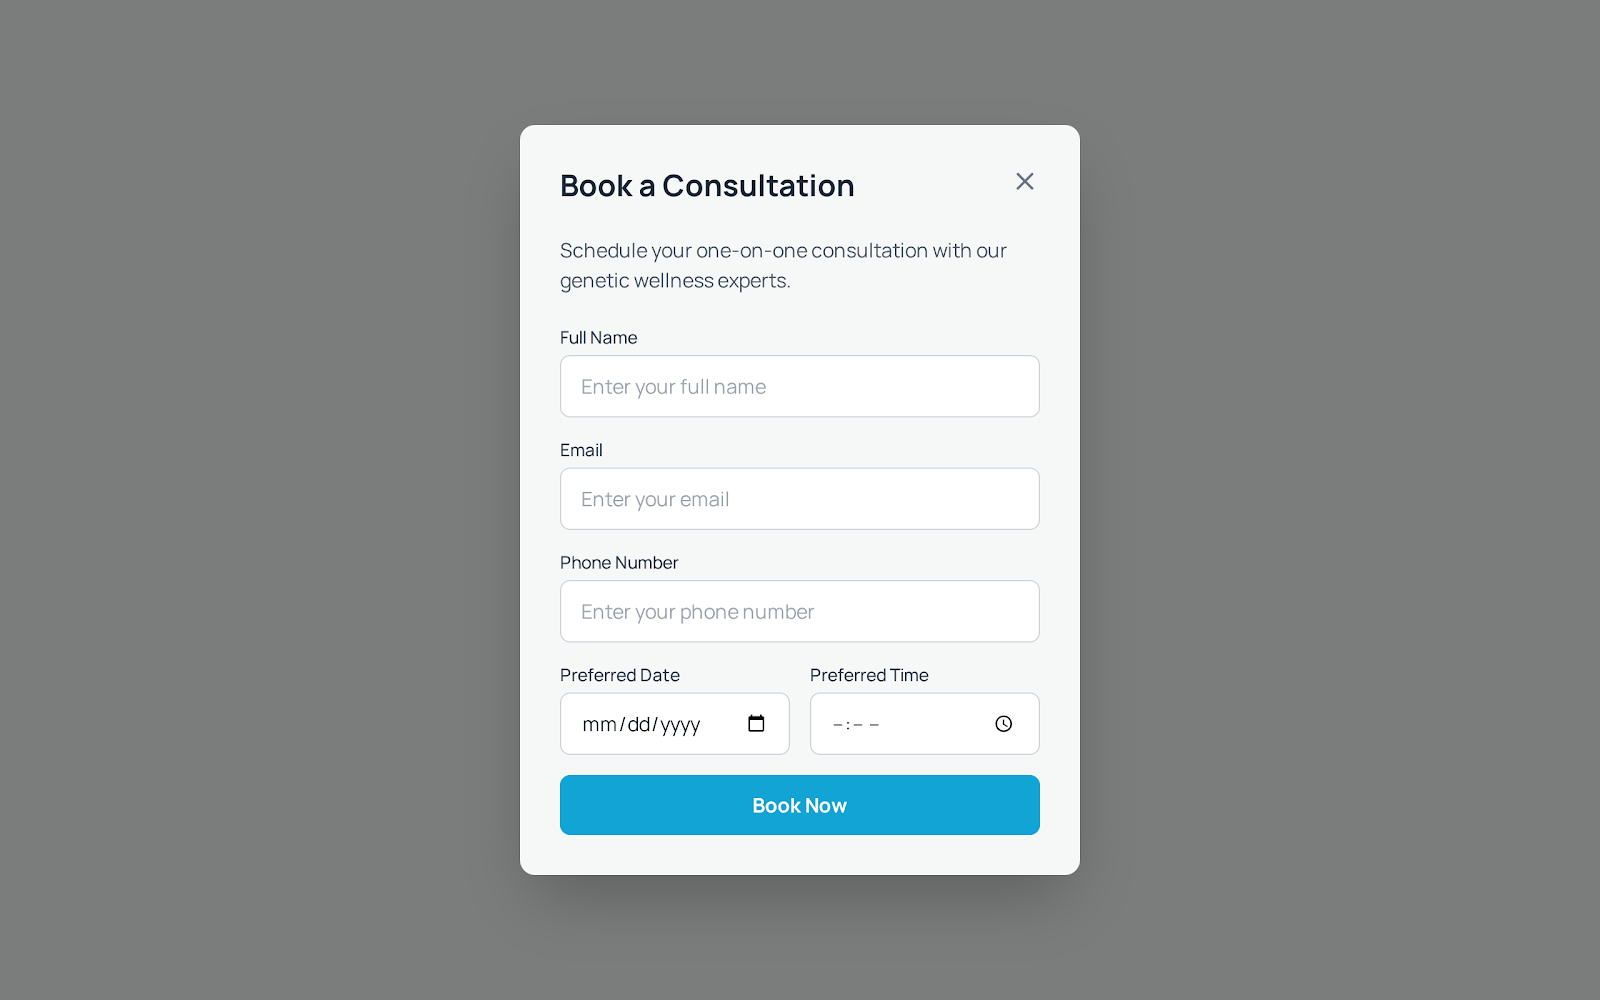 Book a Consultation
Schedule your one-on-one consultation with our
genetic wellness experts.
Full Name
Enter your full name
Email
Enter your email
Phone Number
Enter your phone number
Preferred Date Preferred Time
mm/dd/yyyy –:– –
Book Now